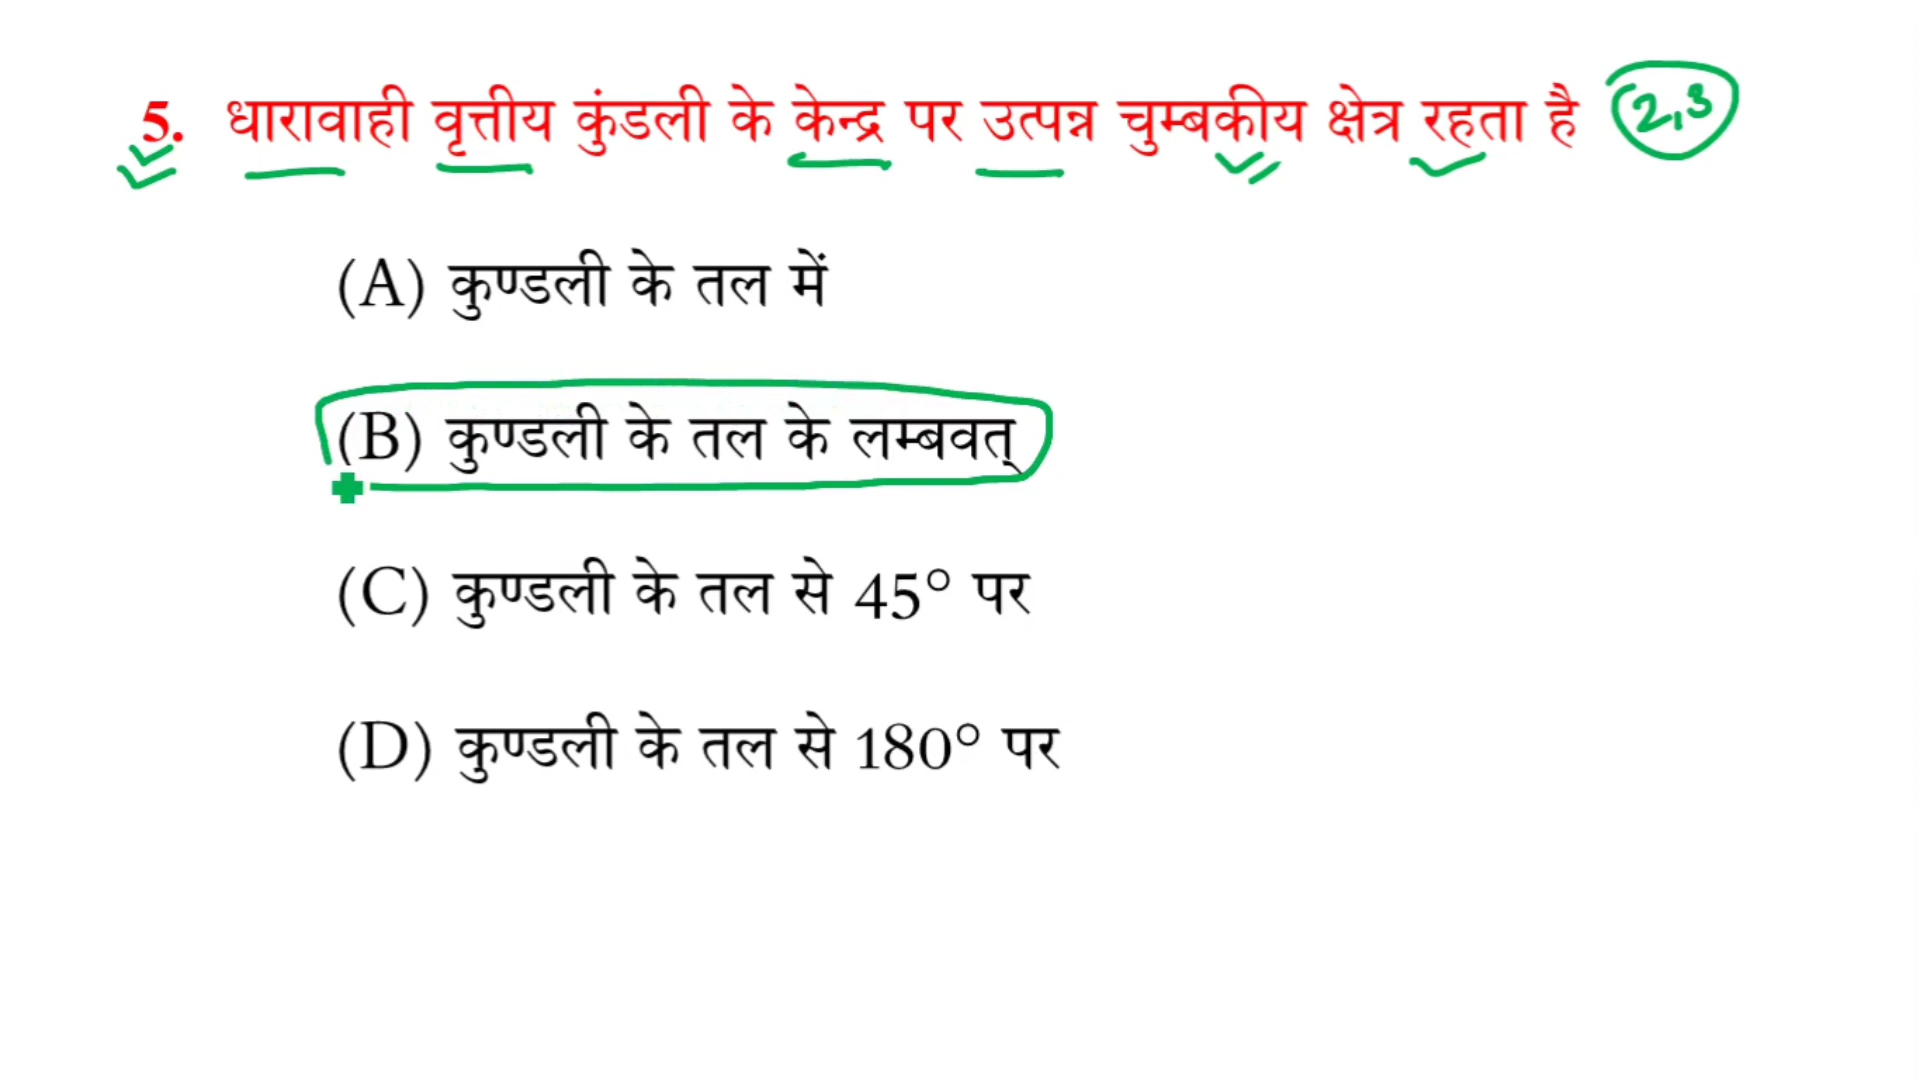 5. धारावाही वृत्तीय कुंडली के केन्द्र पर उत्पन्न चुम्बकीय क्षेत्र रहता है 2,3
(A) कुण्डली के तल में
(B) कुण्डली के तल के लम्बवत्
(C) कुण्डली के तल से 45° पर
(D) कुण्डली के तल से 180° पर